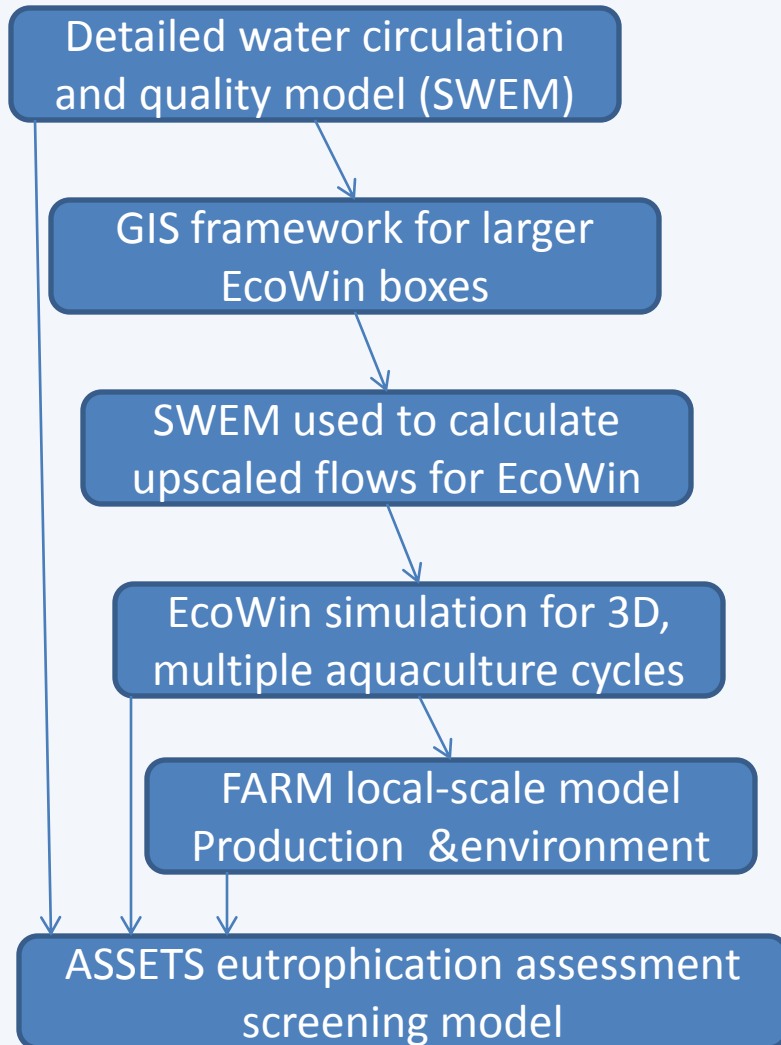 Detailed water circulation
and quality model (SWEM)
GIS framework for larger
EcoWin boxes
SWEM used to calculate
upscaled flows for EcoWin
EcoWin simulation for 3D,
multiple aquaculture cycles
FARM local-scale model
Production &environment
ASSETS eutrophication assessment
screening model